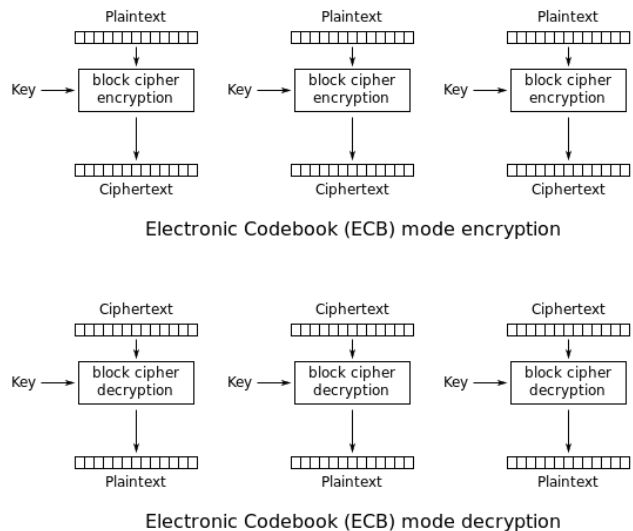 Plaintext Plaintext Plaintext
Key block cipher encryption Key block cipher encryption Key block cipher encryption
Ciphertext Ciphertext Ciphertext
Electronic Codebook (ECB) mode encryption
Ciphertext Ciphertext Ciphertext
Key block cipher decryption Key block cipher decryption Key block cipher decryption
Plaintext Plaintext Plaintext
Electronic Codebook (ECB) mode decryption